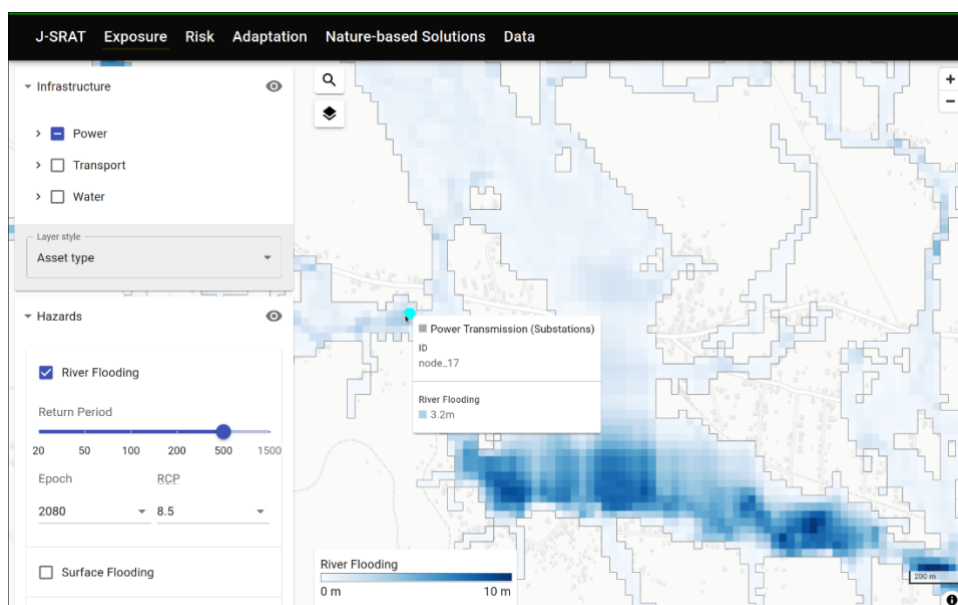 J-SRAT Exposure Risk Adaptation Nature-based Solutions Data
Infrastructure
Power
Transport
Water
Layer style
Asset type
Hazards
River Flooding
Return Period
20 50 100 200 500 1500
Epoch RCP
2080 8.5
Surface Flooding
Power Transmission (Substations)
ID
node_17
River Flooding
3.2m
River Flooding
0 m 10 m
200 m